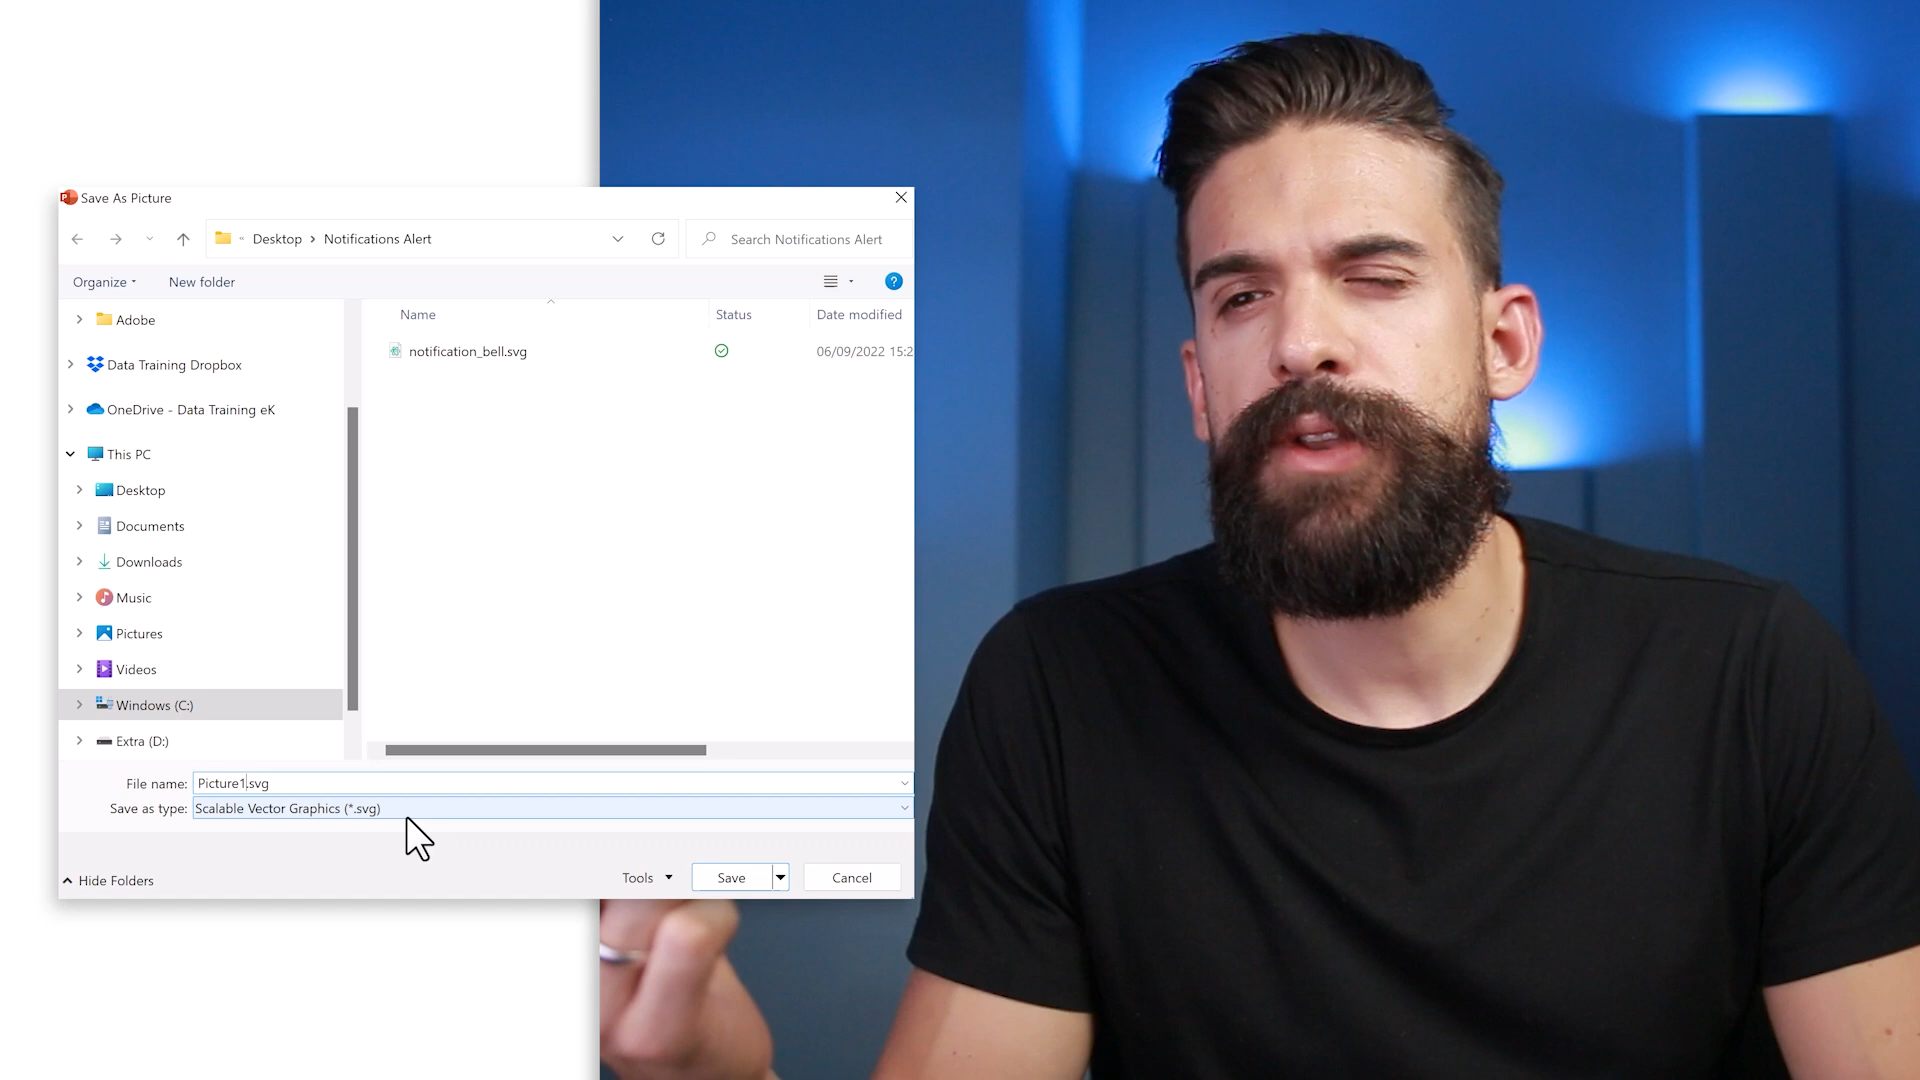 Save As Picture
« Desktop > Notifications Alert
Search Notifications Alert
Organize
New folder
?
Name
Status
Date modified
Adobe
notification_bell.svg
06/09/2022 15:2
Data Training Dropbox
OneDrive - Data Training eK
This PC
Desktop
Documents
Downloads
Music
Pictures
Videos
Windows (C:)
Extra (D:)
File name: Picture1.svg
Save as type: Scalable Vector Graphics (*.svg)
Hide Folders
Tools
Save
Cancel